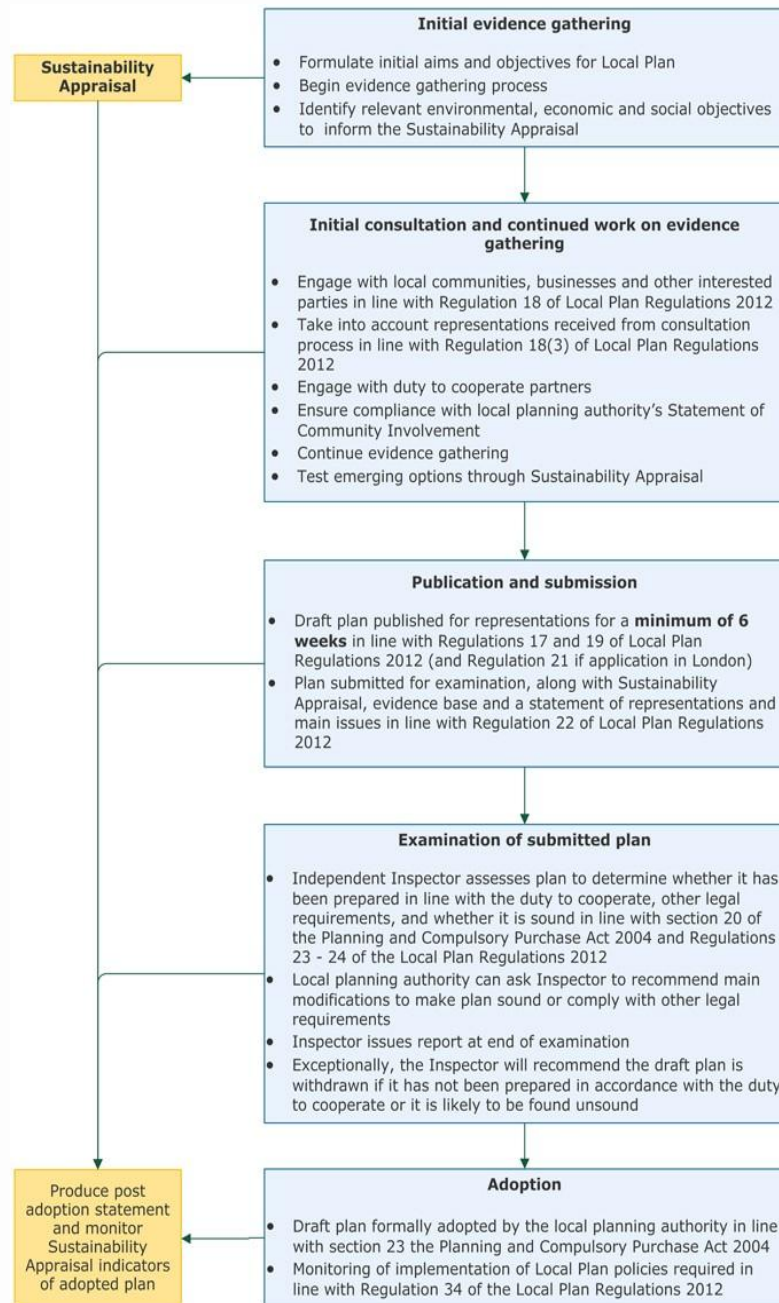 Initial evidence gathering
• Formulate initial aims and objectives for Local Plan
• Begin evidence gathering process
• Identify relevant environmental, economic and social objectives
to inform the Sustainability Appraisal
Sustainability
Appraisal
Initial consultation and continued work on evidence
gathering
• Engage with local communities, businesses and other interested
parties in line with Regulation 18 of Local Plan Regulations 2012
• Take into account representations received from consultation
process in line with Regulation 18(3) of Local Plan Regulations
2012
• Engage with duty to cooperate partners
• Ensure compliance with local planning authority's Statement of
Community Involvement
• Continue evidence gathering
• Test emerging options through Sustainability Appraisal
Publication and submission
• Draft plan published for representations for a minimum of 6
weeks in line with Regulations 17 and 19 of Local Plan
Regulations 2012 (and Regulation 21 if application in London)
• Plan submitted for examination, along with Sustainability
Appraisal, evidence base and a statement of representations and
main issues in line with Regulation 22 of Local Plan Regulations
2012
Examination of submitted plan
• Independent Inspector assesses plan to determine whether it has
been prepared in line with the duty to cooperate, other legal
requirements, and whether it is sound in line with section 20 of
the Planning and Compulsory Purchase Act 2004 and Regulations
23 - 24 of the Local Plan Regulations 2012
• Local planning authority can ask Inspector to recommend main
modifications to make plan sound or comply with other legal
requirements
• Inspector issues report at end of examination
• Exceptionally, the Inspector will recommend the draft plan is
withdrawn if it has not been prepared in accordance with the duty
to cooperate or it is likely to be found unsound
Adoption
• Draft plan formally adopted by the local planning authority in line
with section 23 the Planning and Compulsory Purchase Act 2004
• Monitoring of implementation of Local Plan policies required in
line with Regulation 34 of the Local Plan Regulations 2012
Produce post
adoption statement
and monitor
Sustainability
Appraisal indicators
of adopted plan